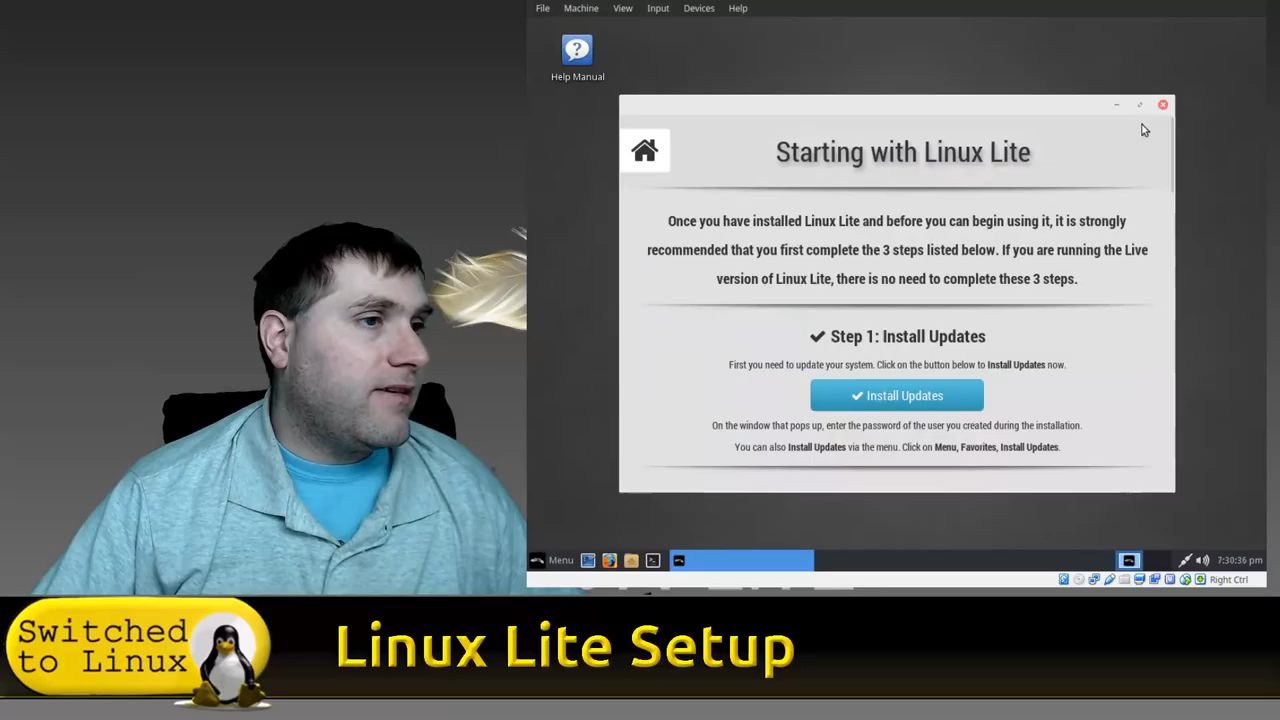 File Machine View Input Devices Help
Help Manual
Starting with Linux Lite
Once you have installed Linux Lite and before you can begin using it, it is strongly
recommended that you first complete the 3 steps listed below. If you are running the Live
version of Linux Lite, there is no need to complete these 3 steps.
Step 1: Install Updates
First you need to update your system. Click on the button below to Install Updates now.
Install Updates
On the window that pops up, enter the password of the user you created during the installation.
You can also Install Updates via the menu. Click on Menu, Favorites, Install Updates.
Menu
7:30:36 pm
Right Ctrl
Switched
to Linux
Linux Lite Setup